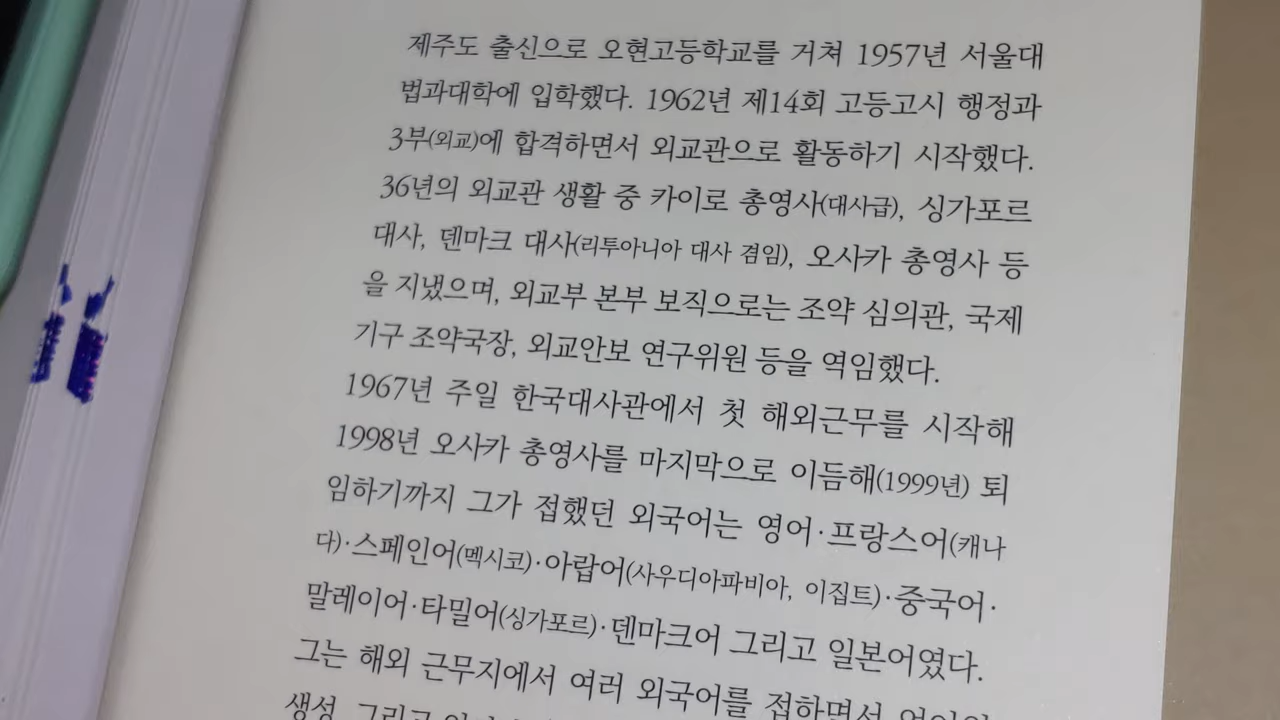 제주도 출신으로 오현고등학교를 거쳐 1957년 서울대
법과대학에 입학했다. 1962년 제14회 고등고시 행정과
3부(외교)에 합격하면서 외교관으로 활동하기 시작했다.
36년의 외교관 생활 중 카이로 총영사(대사급), 싱가포르
대사, 덴마크 대사(리투아니아 대사 겸임), 오사카 총영사 등
을 지냈으며, 외교부 본부 보직으로는 조약 심의관, 국제
기구 조약국장, 외교안보 연구위원 등을 역임했다.
1967년 주일 한국대사관에서 첫 해외근무를 시작해
1998년 오사카 총영사를 마지막으로 이듬해(1999년) 퇴
임하기까지 그가 접했던 외국어는 영어·프랑스어(캐나
다)·스페인어(멕시코)·아랍어(사우디아파비아, 이집트)·중국어·
말레이어·타밀어(싱가포르)·덴마크어 그리고 일본어였다.
그는 해외 근무지에서 여러 외국어를 접하면서
생성, 그리고